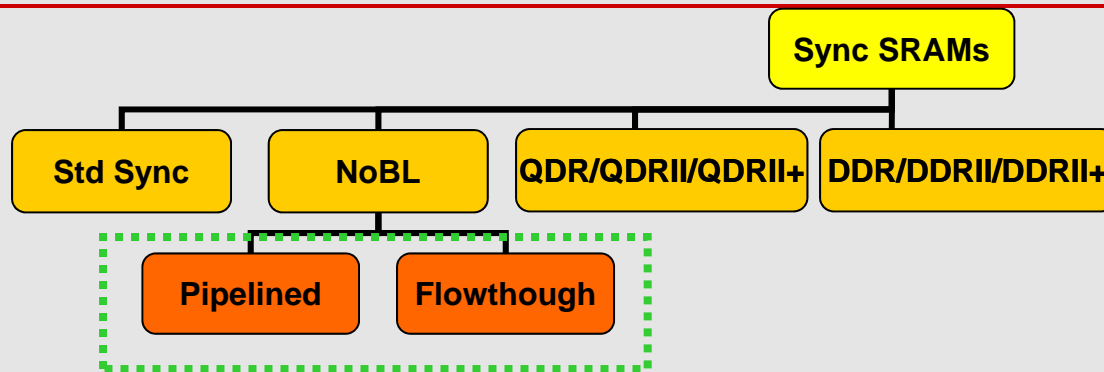 Sync SRAMs
Std Sync
NoBL
QDR/QDRII/QDRII+
DDR/DDRII/DDRII+
Pipelined
Flowthough